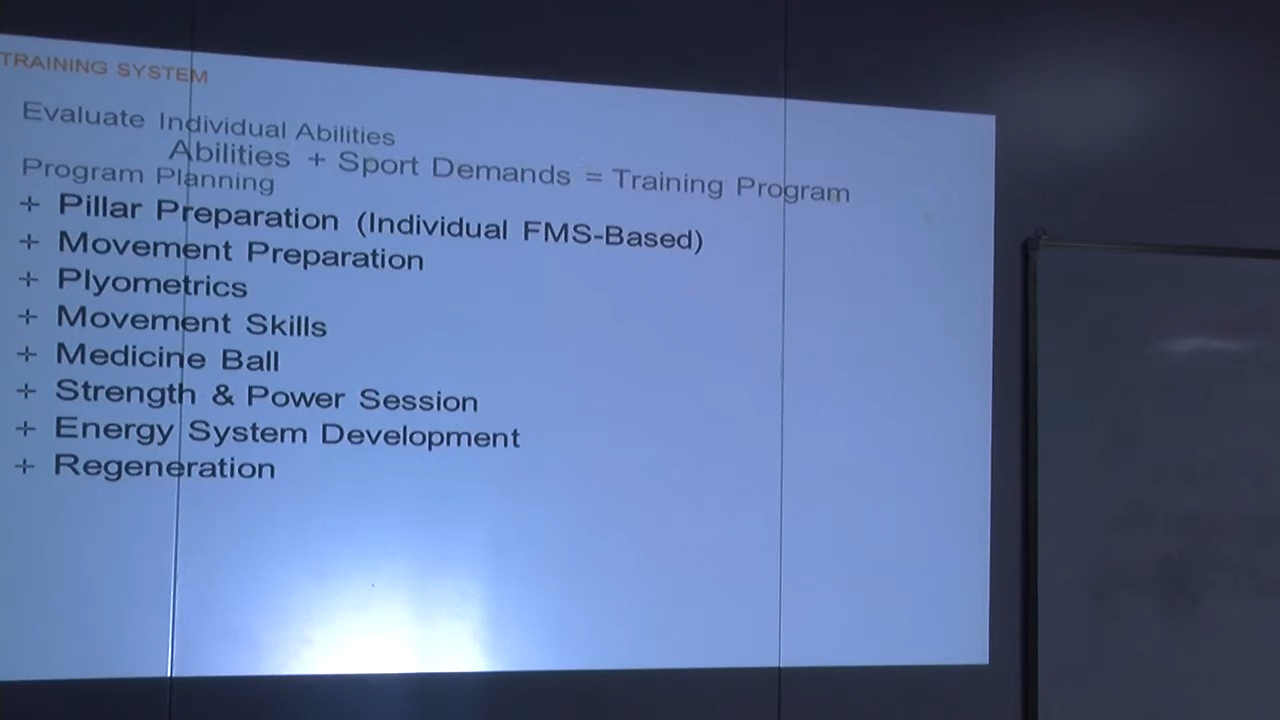 TRAINING SYSTEM
Evaluate Individual Abilities
Abilities + Sport Demands = Training Program
Program Planning
+ Pillar Preparation (Individual FMS-Based)
+ Movement Preparation
+ Plyometrics
+ Movement Skills
+ Medicine Ball
+ Strength & Power Session
+ Energy System Development
+ Regeneration